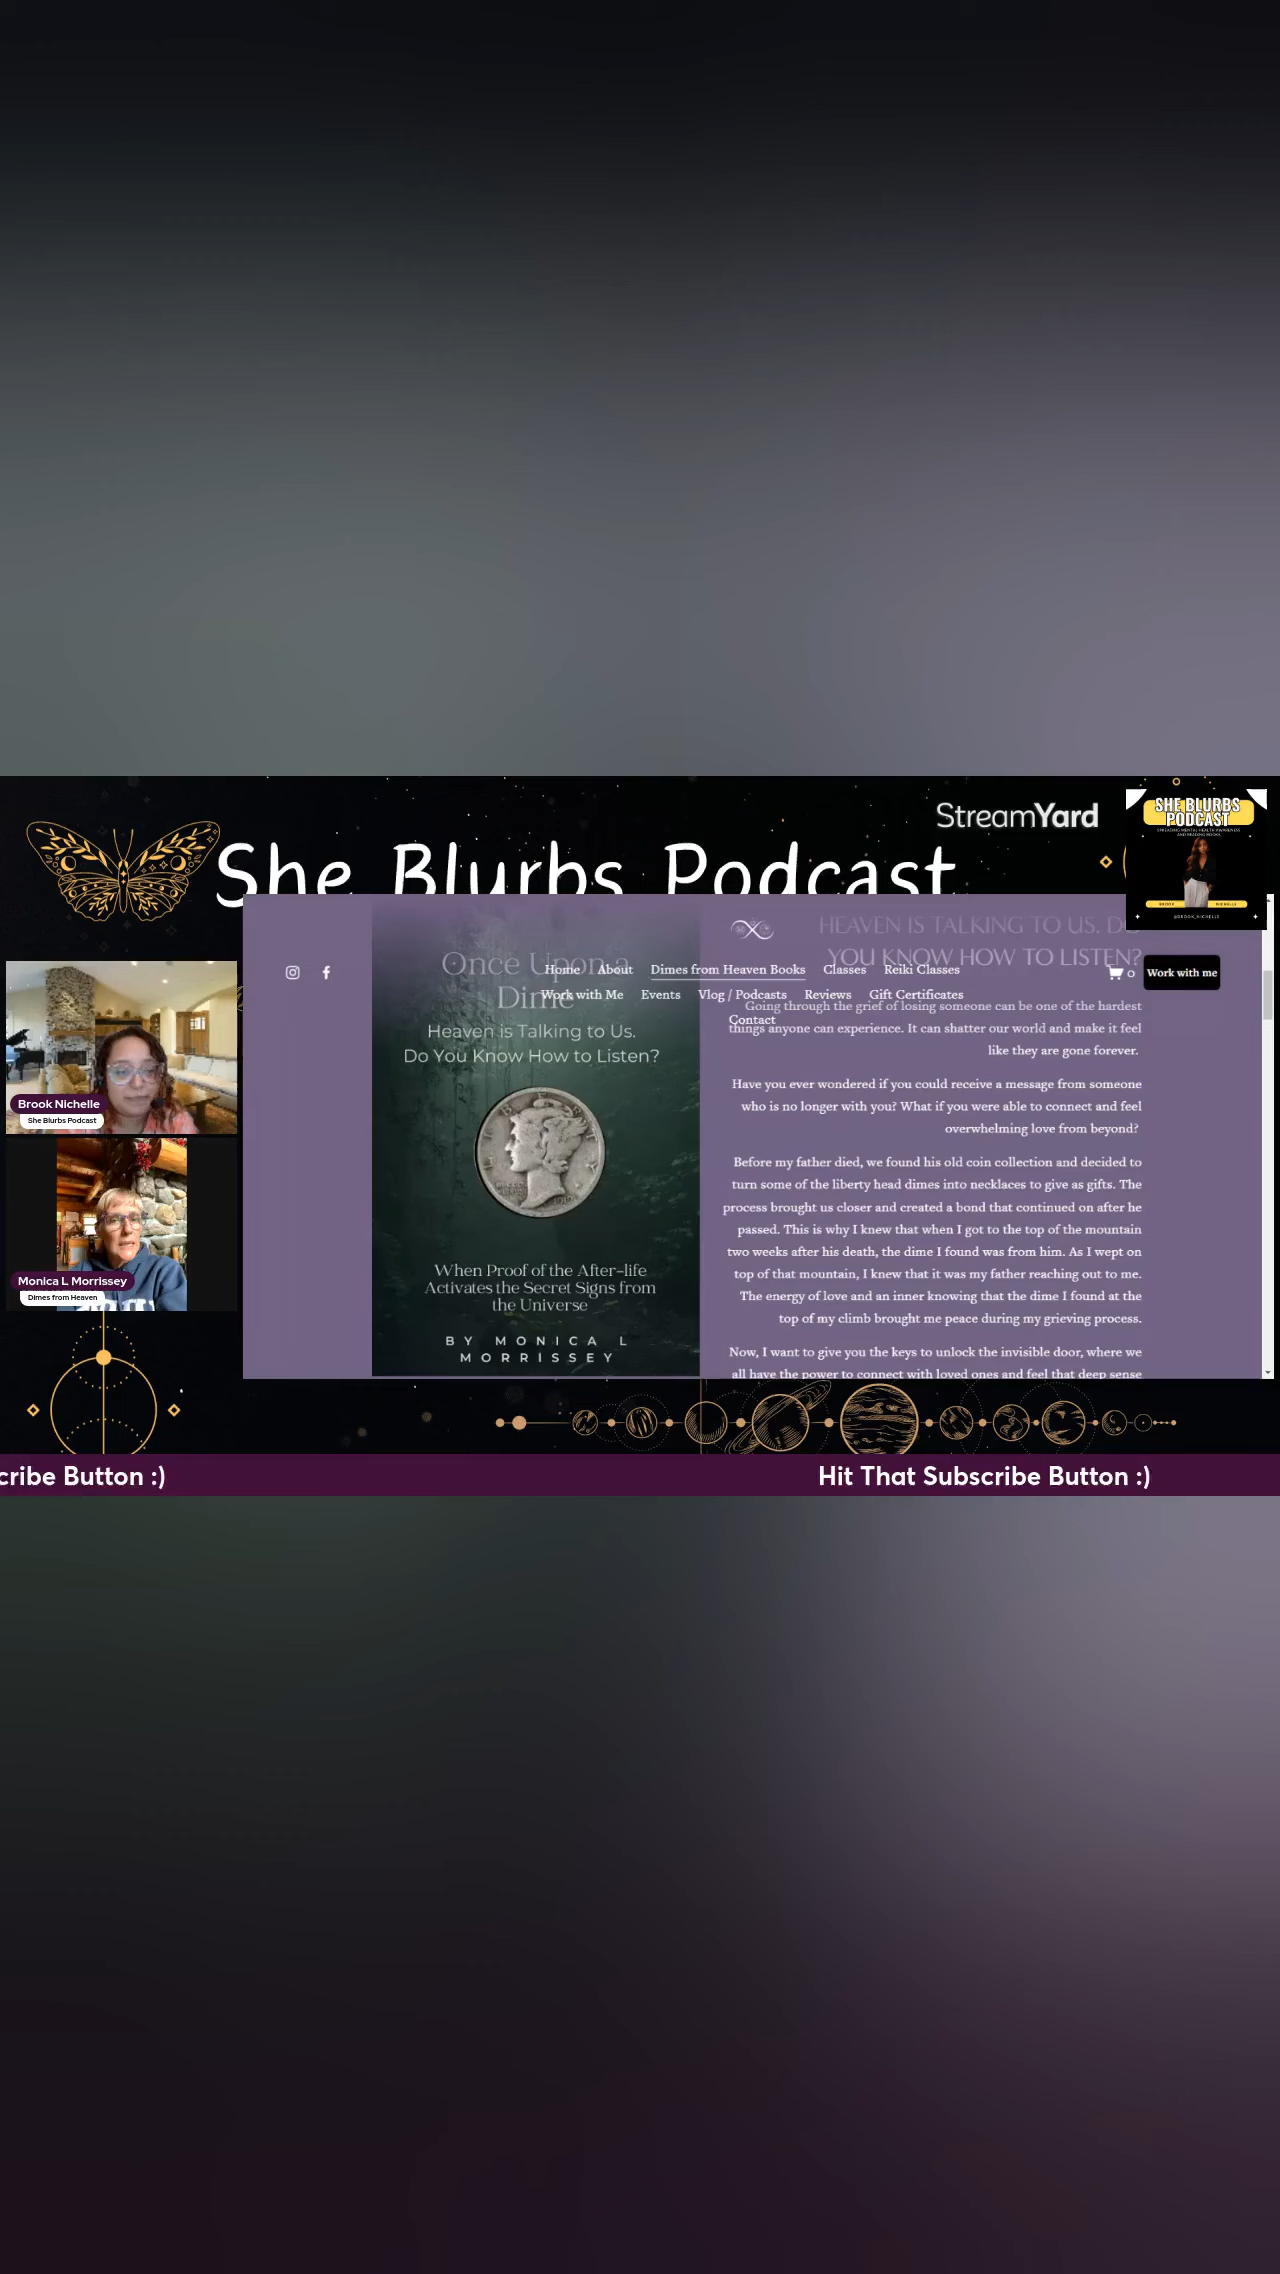 StreamYard
She Blurbs Podcast
SHE BLURBS
PODCAST
SPREADING MENTAL HEALTH AWARENESS
AND READING BOOKS
BROOK
NICHELLE
@BROOK_NICHELLE
Home About Dimes from Heaven Books Classes Reiki Classes
Work with Me Events Vlog / Podcasts Reviews Gift Certificates
Contact
0
Work with me
Once Upon a
Dime
Heaven is Talking to Us.
Do You Know How to Listen?
When Proof of the After-life
Activates the Secret Signs from
the Universe
BY MONICA L
MORRISSEY
HEAVEN IS TALKING TO US. DO
YOU KNOW HOW TO LISTEN?
Going through the grief of losing someone can be one of the hardest
things anyone can experience. It can shatter our world and make it feel
like they are gone forever.
Have you ever wondered if you could receive a message from someone
who is no longer with you? What if you were able to connect and feel
overwhelming love from beyond?
Before my father died, we found his old coin collection and decided to
turn some of the liberty head dimes into necklaces to give as gifts. The
process brought us closer and created a bond that continued on after he
passed. This is why I knew that when I got to the top of the mountain
two weeks after his death, the dime I found was from him. As I wept on
top of that mountain, I knew that it was my father reaching out to me.
The energy of love and an inner knowing that the dime I found at the
top of my climb brought me peace during my grieving process.
Now, I want to give you the keys to unlock the invisible door, where we
all have the power to connect with loved ones and feel that deep sense
Brook Nichelle
She Blurbs Podcast
Monica L Morrissey
Dimes from Heaven
cribe Button :)
Hit That Subscribe Button :)